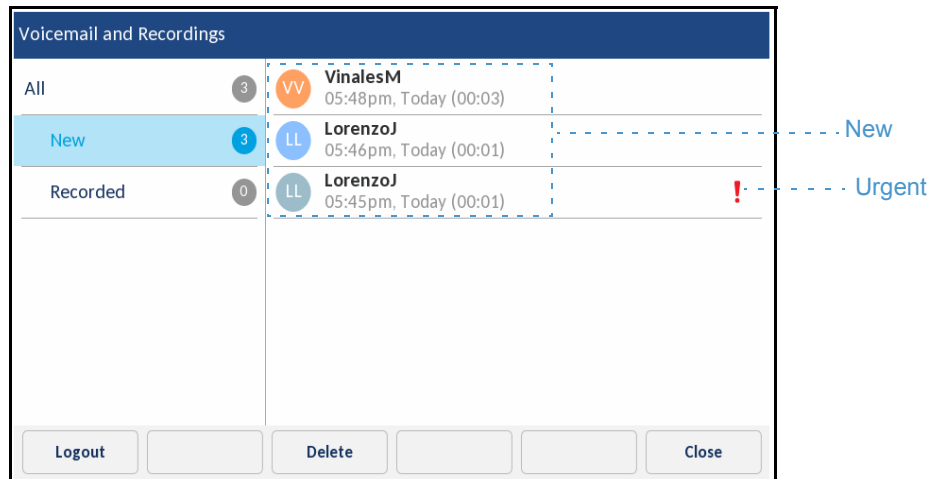 Voicemail and Recordings
All 3
New 3
Recorded 0
VV VinalesM
05:48pm, Today (00:03)
LL LorenzoJ
05:46pm, Today (00:01)
LL LorenzoJ
05:45pm, Today (00:01)
!
New
Urgent
Logout Delete Close